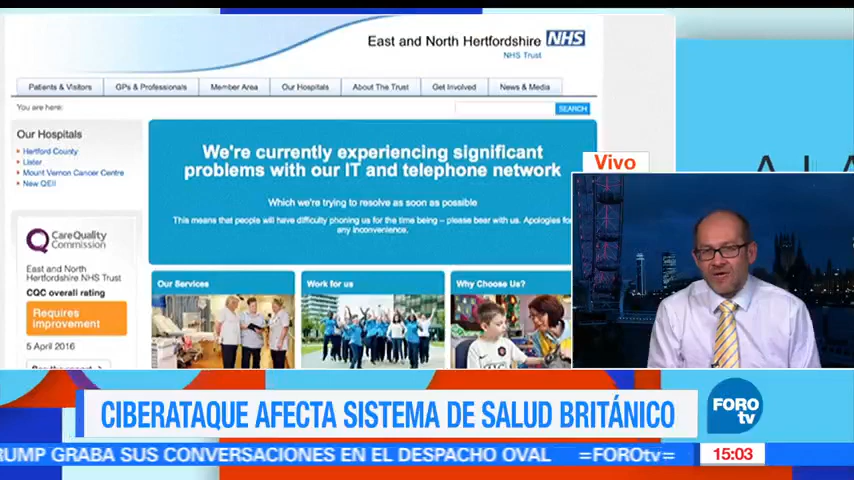 East and North Hertfordshire NHS
NHS Trust
Patients & Visitors GPs & Professionals Member Area Our Hospitals About The Trust Get Involved News & Media
You are here:
SEARCH
Our Hospitals
Hertford County
Lister
Mount Vernon Cancer Centre
New QEII
CareQuality
Commission
East and North
Hertfordshire NHS Trust
CQC overall rating
Requires
improvement
5 April 2016
We're currently experiencing significant
problems with our IT and telephone network
Which we're trying to resolve as soon as possible
This means that people will have difficulty phoning us for the time being – please bear with us. Apologies for
any inconvenience.
Our Services
Work for us
Why Choose Us?
Vivo
CIBERATAQUE AFECTA SISTEMA DE SALUD BRITÁNICO
FORO
tv
RUMP GRABA SUS CONVERSACIONES EN EL DESPACHO OVAL =FOROtv=
15:03